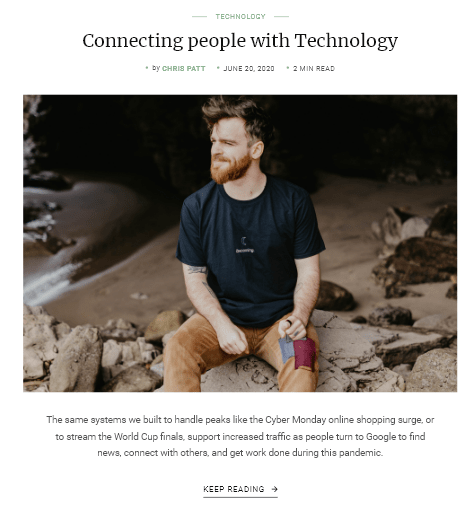 TECHNOLOGY
Connecting people with Technology
by CHRIS PATT • JUNE 20, 2020 • 2 MIN READ
The same systems we built to handle peaks like the Cyber Monday online shopping surge, or
to stream the World Cup finals, support increased traffic as people turn to Google to find
news, connect with others, and get work done during this pandemic.
KEEP READING →